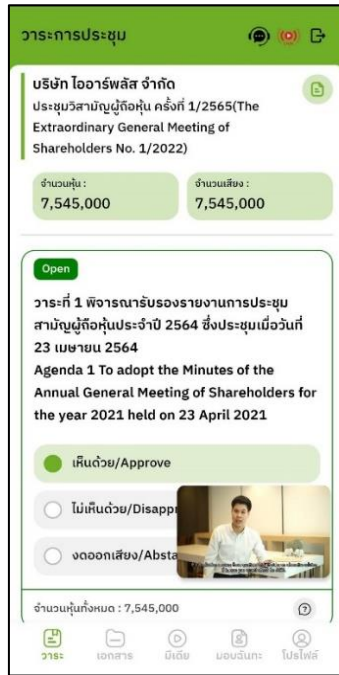 วาระการประชุม
บริษัท ไออาร์พลัส จำกัด
ประชุมวิสามัญผู้ถือหุ้น ครั้งที่ 1/2565(The
Extraordinary General Meeting of
Shareholders No. 1/2022)
จำนวนหุ้น :
7,545,000
จำนวนเสียง :
7,545,000
Open
วาระที่ 1 พิจารณารับรองรายงานการประชุม
สามัญผู้ถือหุ้นประจำปี 2564 ซึ่งประชุมเมื่อวันที่
23 เมษายน 2564
Agenda 1 To adopt the Minutes of the
Annual General Meeting of Shareholders for
the year 2021 held on 23 April 2021
เห็นด้วย/Approve
ไม่เห็นด้วย/Disappr
งดออกเสียง/Absta
จำนวนหุ้นทั้งหมด : 7,545,000
วาระ
เอกสาร
มีเดีย
มอบฉันทะ
โปรไฟล์